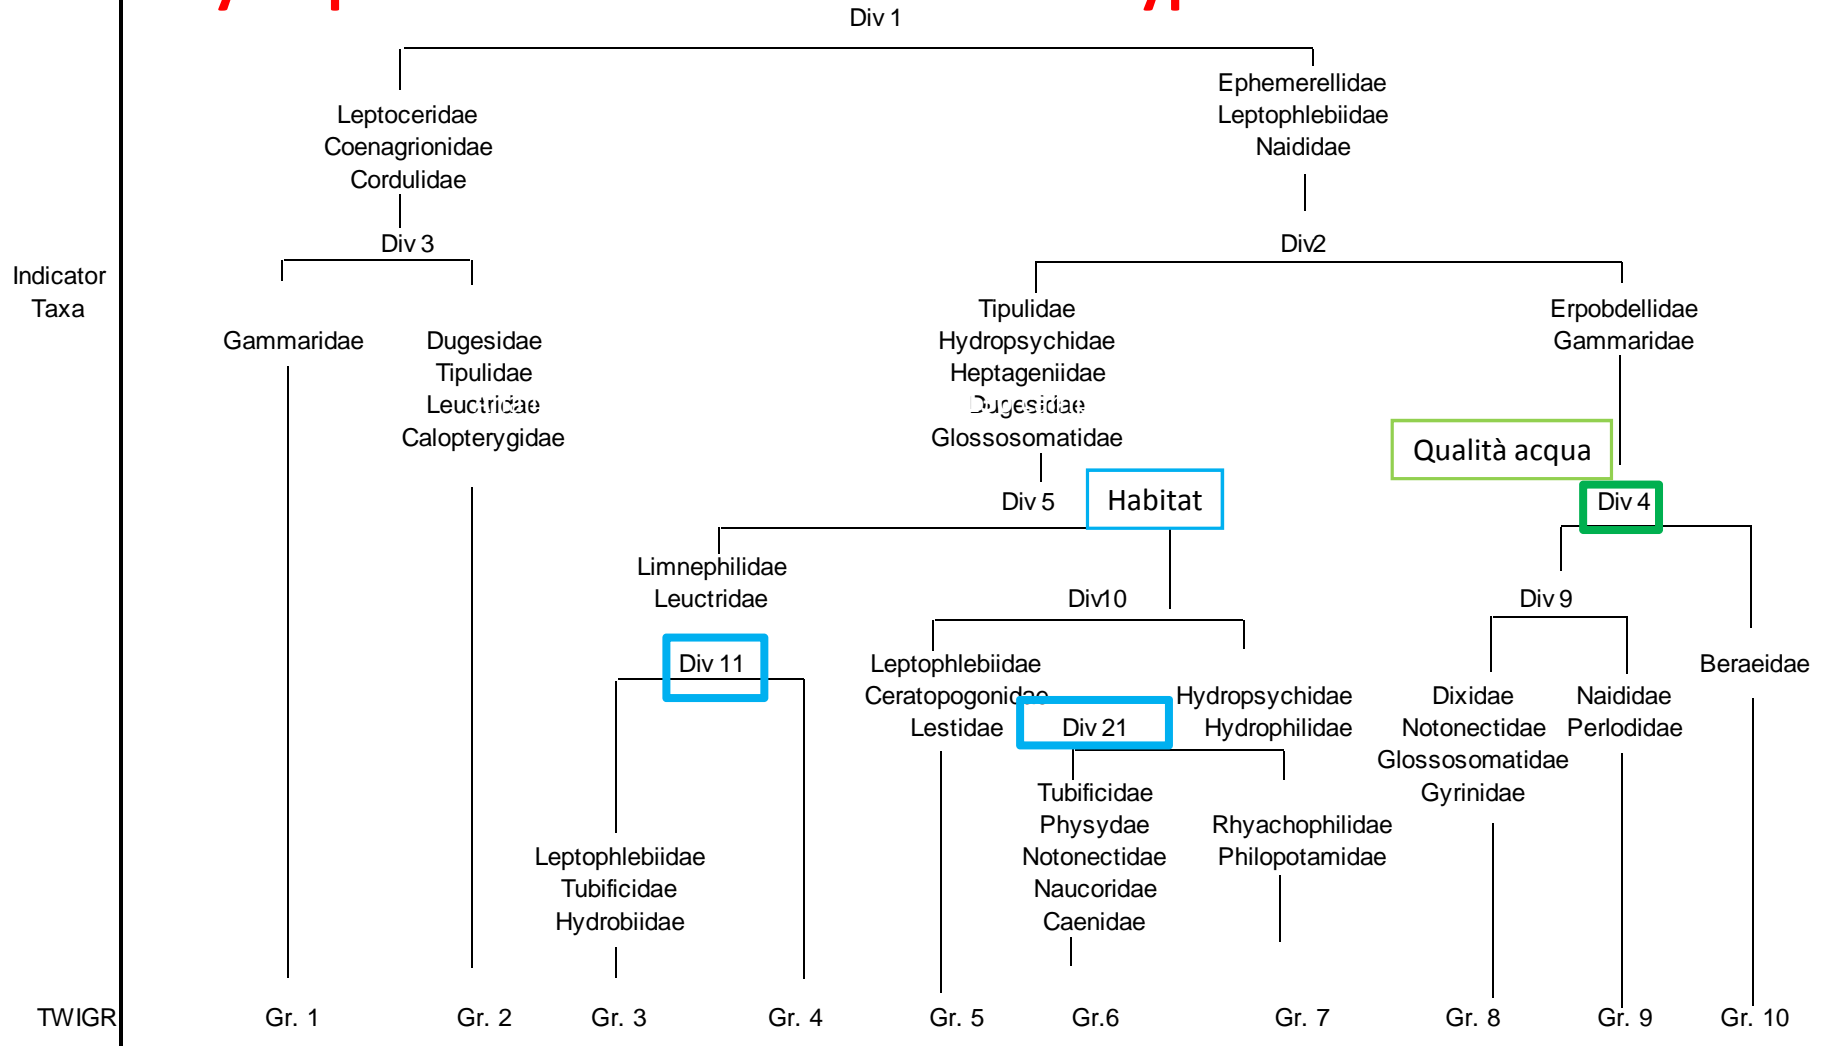 Div 1
Ephemerellidae
Leptophlebiidae
Naididae
Leptoceridae
Coenagrionidae
Cordulidae
Div 3
Div2
Indicator
Taxa
Gammaridae
Dugesidae
Tipulidae
Leuctridae
Calopterygidae
Tipulidae
Hydropsychidae
Heptageniidae
Dugesidae
Glossosomatidae
Erpobdellidae
Gammaridae
Qualità acqua
Div 5
Habitat
Div 4
Limnephilidae
Leuctridae
Div10
Div 9
Div 11
Leptophlebiidae
Ceratopogonidae
Lestidae
Div 21
Hydropsychidae
Hydrophilidae
Dixidae
Notonectidae
Glossosomatidae
Gyrinidae
Naididae
Perlodidae
Beraeidae
Leptophlebiidae
Tubificidae
Hydrobiidae
Tubificidae
Physydae
Notonectidae
Naucoridae
Caenidae
Rhyachophilidae
Philopotamidae
TWIGR
Gr. 1
Gr. 2
Gr. 3
Gr. 4
Gr. 5
Gr.6
Gr. 7
Gr. 8
Gr. 9
Gr. 10